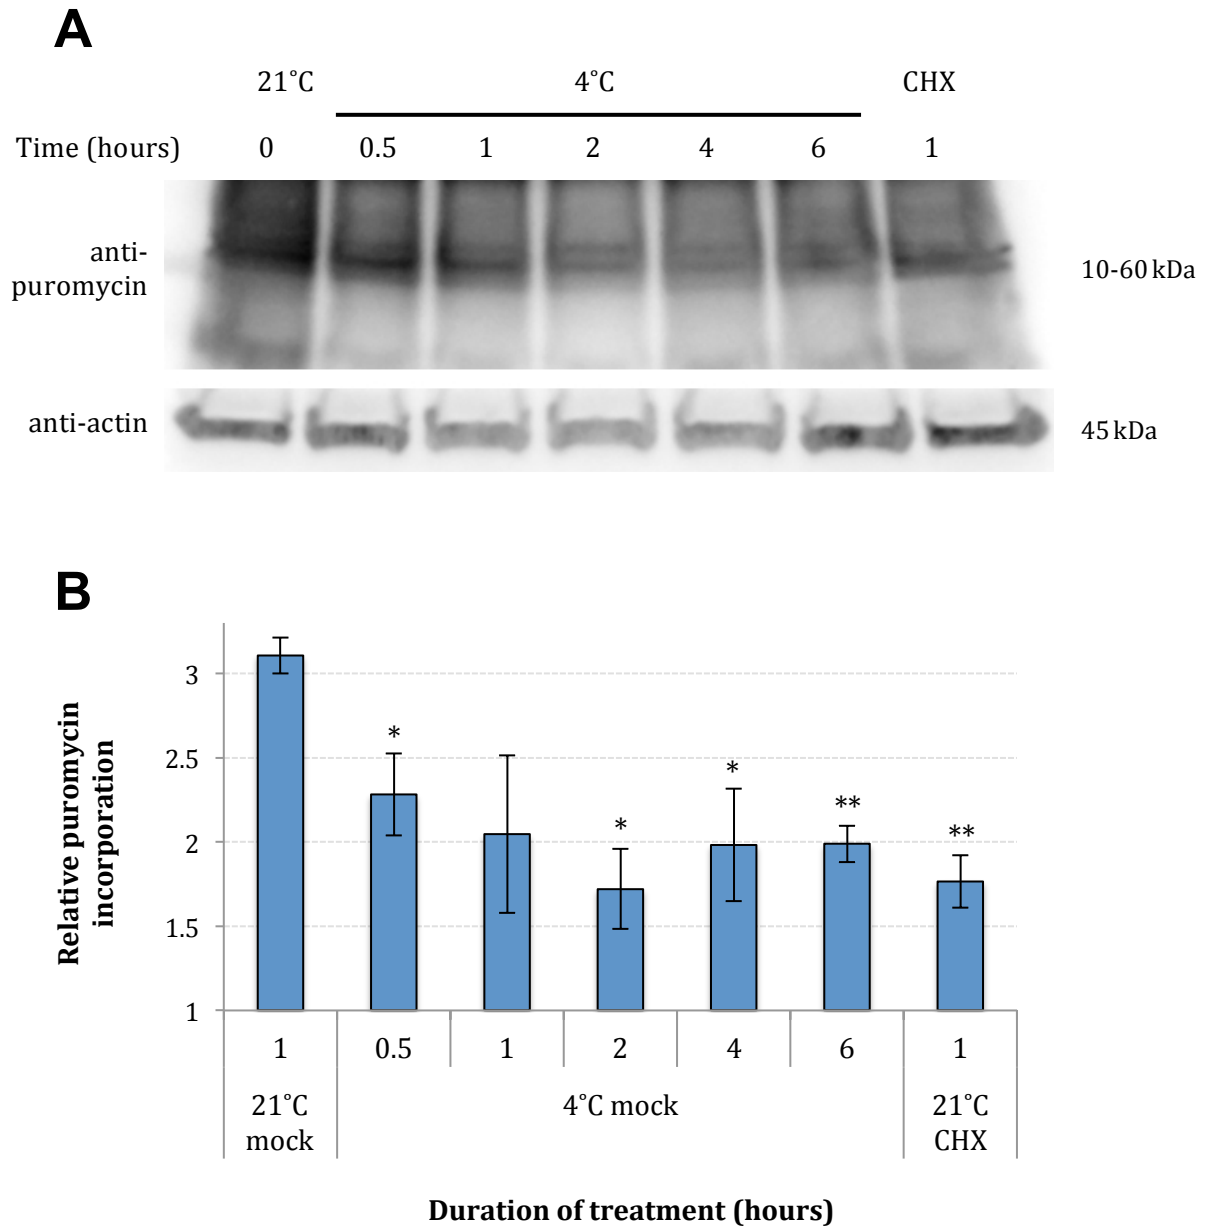 A
21°C 4°C CHX
Time (hours) 0 0.5 1 2 4 6 1
anti-
puromycin
10-60 kDa
anti-actin
45 kDa
B
Relative puromycin
incorporation
3
2.5
2
1.5
1
* * * ** **
1 0.5 1 2 4 6 1
21°C
mock
4°C mock
21°C
CHX
Duration of treatment (hours)